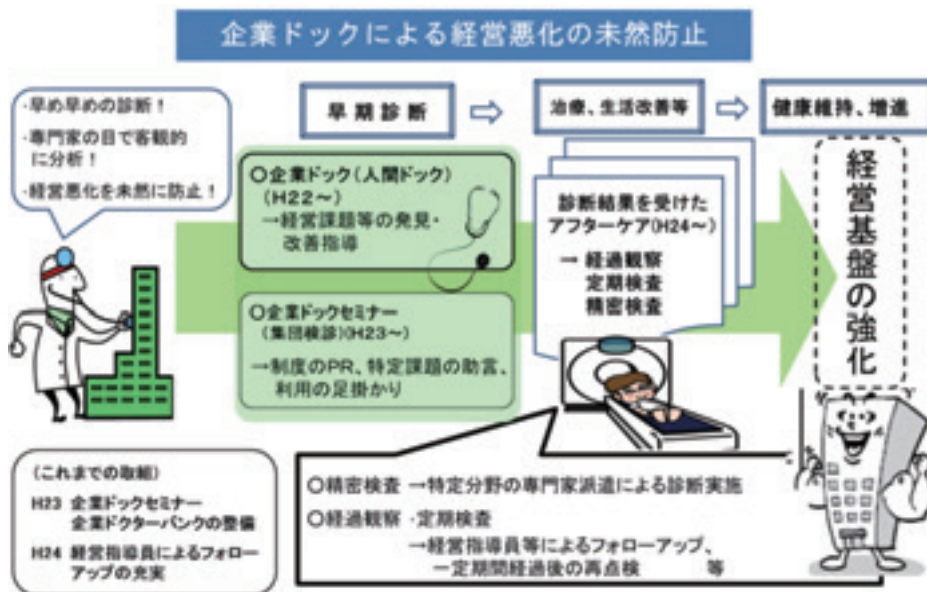 企業ドックによる経営悪化の未然防止
・早め早めの診断！
・専門家の目で客観的
に分析！
・経営悪化を未然に防止！
早期診断
⇨
治療、生活改善等
⇨
健康維持、増進
○企業ドック(人間ドック)
(H22～)
→経営課題等の発見・
改善指導
○企業ドックセミナー
(集団検診)(H23～)
→制度のPR、特定課題の助言、
利用の足掛かり
診断結果を受けた
アフターケア(H24～)
→ 経過観察
定期検査
精密検査
経営基盤の強化
(これまでの取組)
H23 企業ドックセミナー
企業ドクターバンクの整備
H24 経営指導員によるフォロー
アップの充実
○精密検査 →特定分野の専門家派遣による診断実施
○経過観察・定期検査
→経営指導員等によるフォローアップ、
一定期間経過後の再点検 等